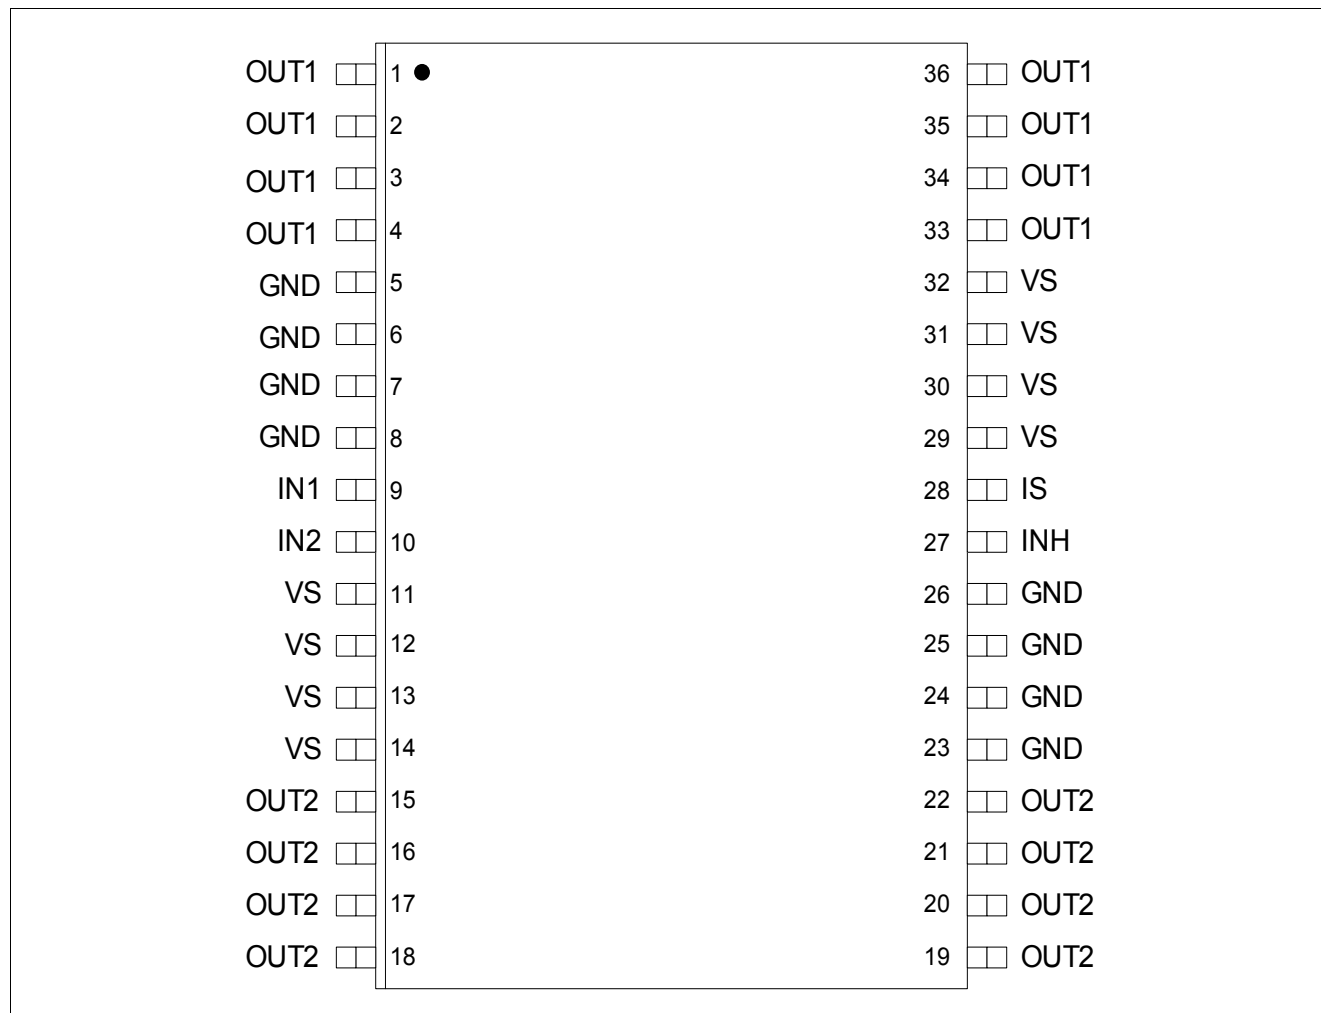 OUT1 1 36 OUT1
OUT1 2 35 OUT1
OUT1 3 34 OUT1
OUT1 4 33 OUT1
GND 5 32 VS
GND 6 31 VS
GND 7 30 VS
GND 8 29 VS
IN1 9 28 IS
IN2 10 27 INH
VS 11 26 GND
VS 12 25 GND
VS 13 24 GND
VS 14 23 GND
OUT2 15 22 OUT2
OUT2 16 21 OUT2
OUT2 17 20 OUT2
OUT2 18 19 OUT2